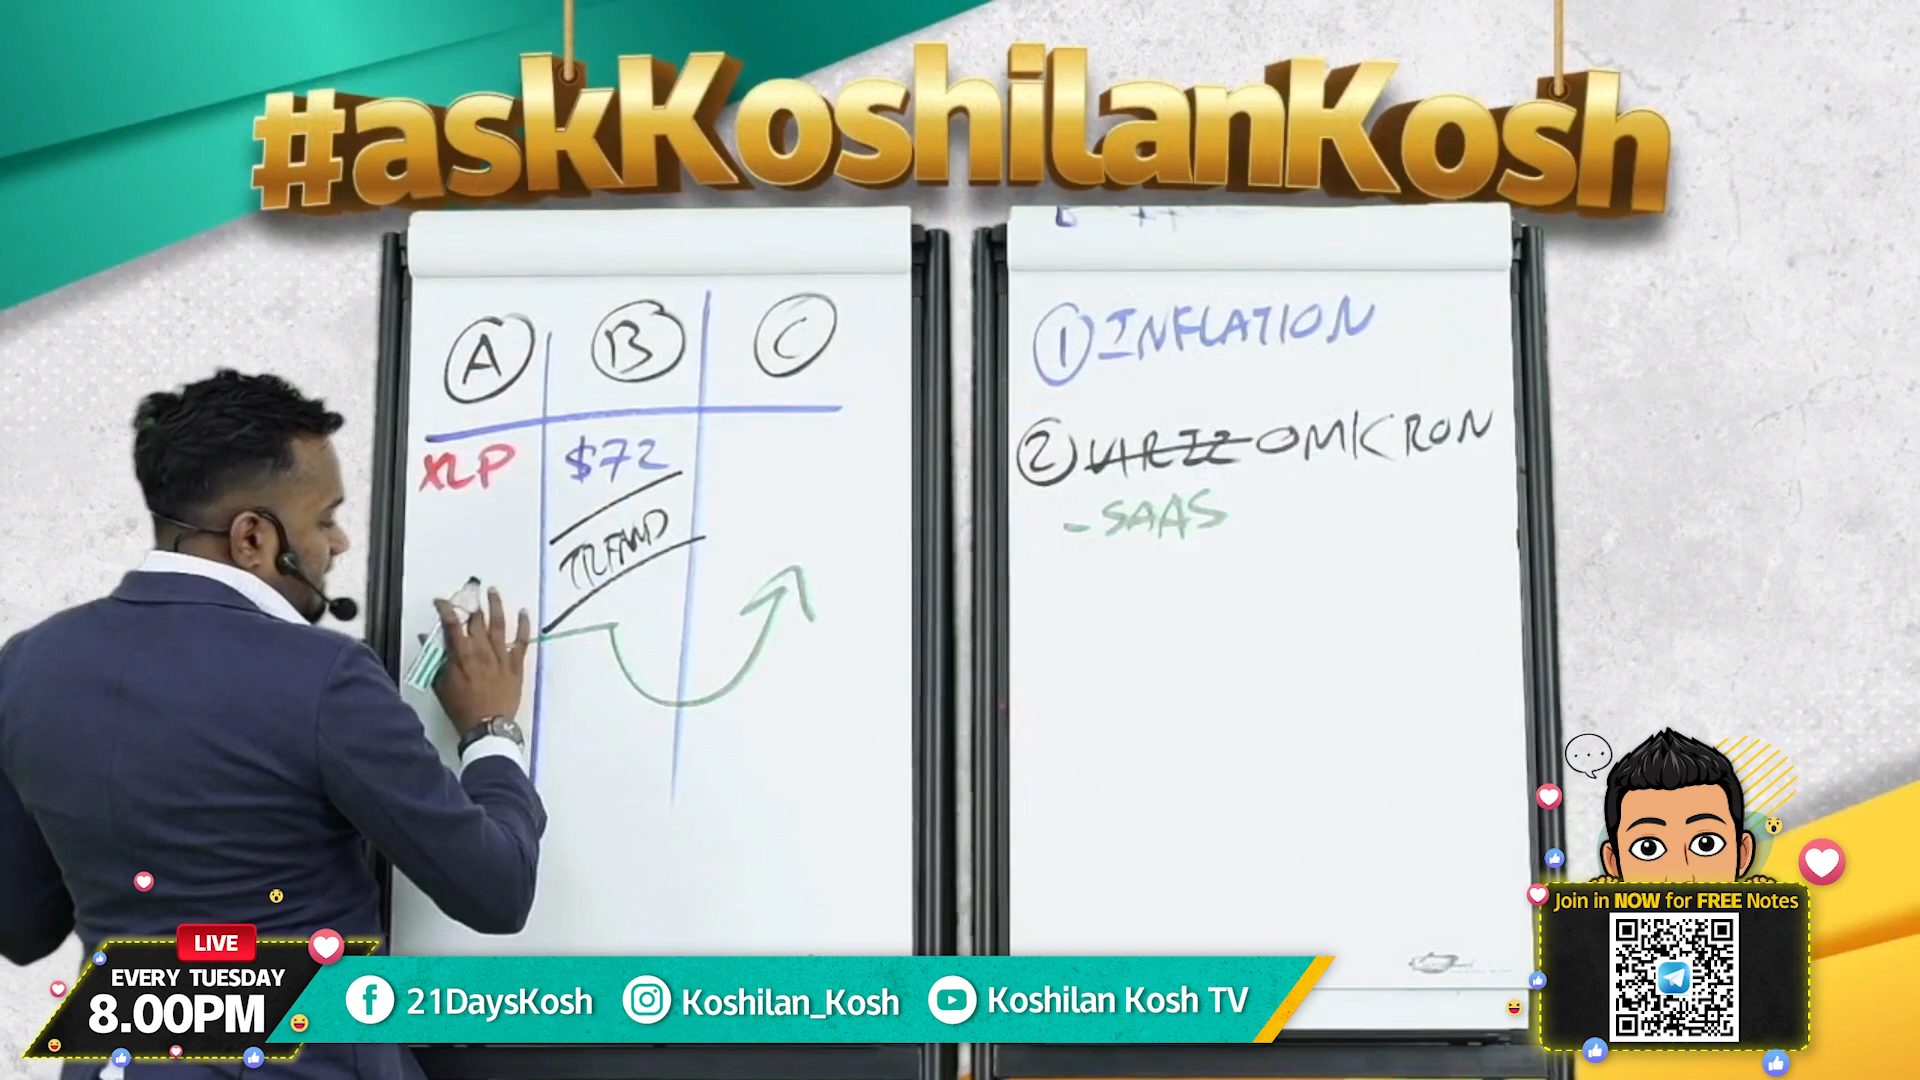 #askKoshilanKosh
A B C
XLP $72
TREND
1 INFLATION
2 OMICRON
- SAAS
Join in NOW for FREE Notes
LIVE
EVERY TUESDAY
8.00PM
21DaysKosh
Koshilan_Kosh
Koshilan Kosh TV